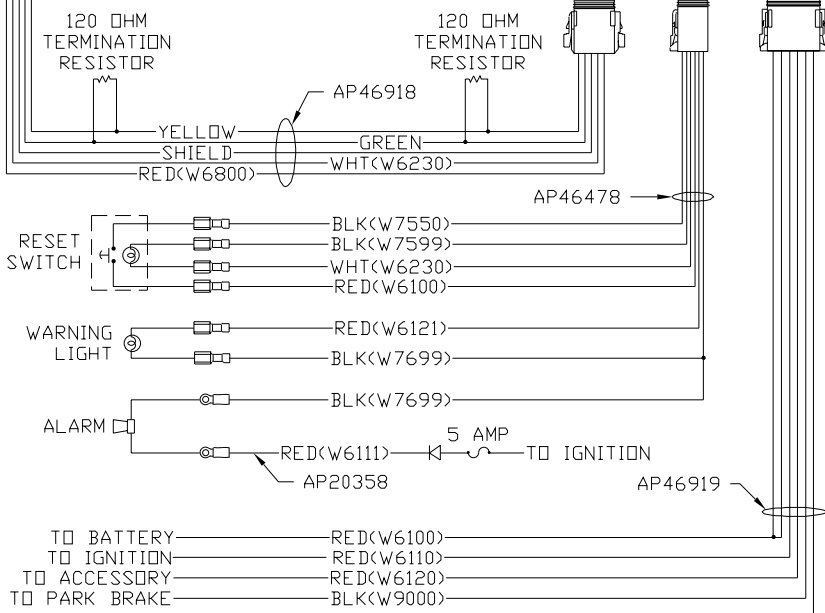 120 OHM
TERMINATION
RESISTOR
120 OHM
TERMINATION
RESISTOR
AP46918
YELLOW
GREEN
SHIELD
WHT(W6230)
RED(W6800)
AP46478
RESET
SWITCH
BLK(W7550)
BLK(W7599)
WHT(W6230)
RED(W6100)
WARNING
LIGHT
RED(W6121)
BLK(W7699)
BLK(W7699)
ALARM
5 AMP
RED(W6111)
TO IGNITION
AP20358
AP46919
TO BATTERY
RED(W6100)
TO IGNITION
RED(W6110)
TO ACCESSORY
RED(W6120)
TO PARK BRAKE
BLK(W9000)